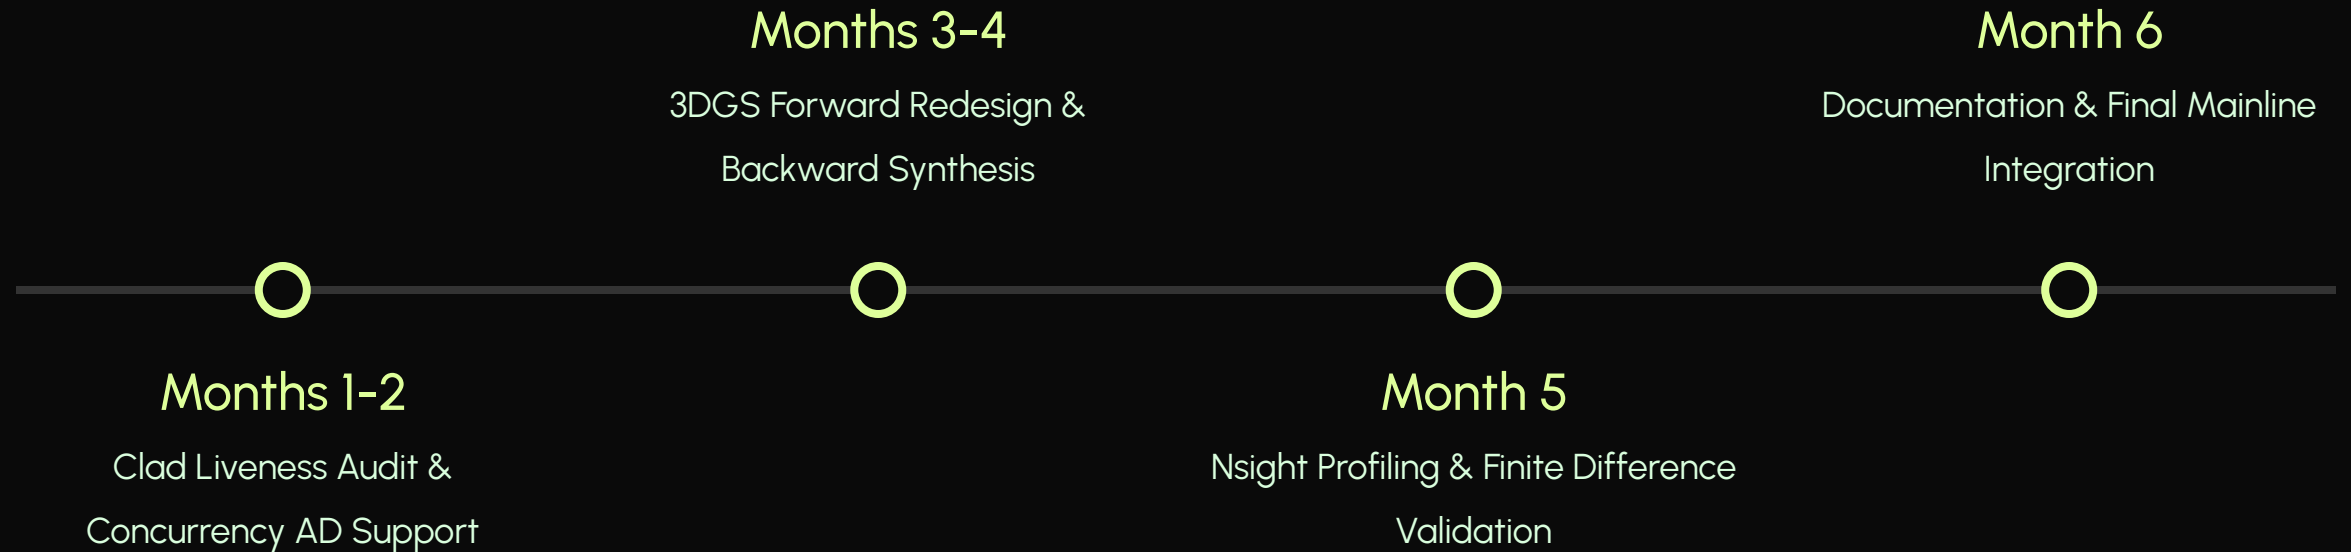 Months 3-4
3DGS Forward Redesign &
Backward Synthesis
Month 6
Documentation & Final Mainline
Integration
Months 1-2
Clad Liveness Audit &
Concurrency AD Support
Month 5
Nsight Profiling & Finite Difference
Validation